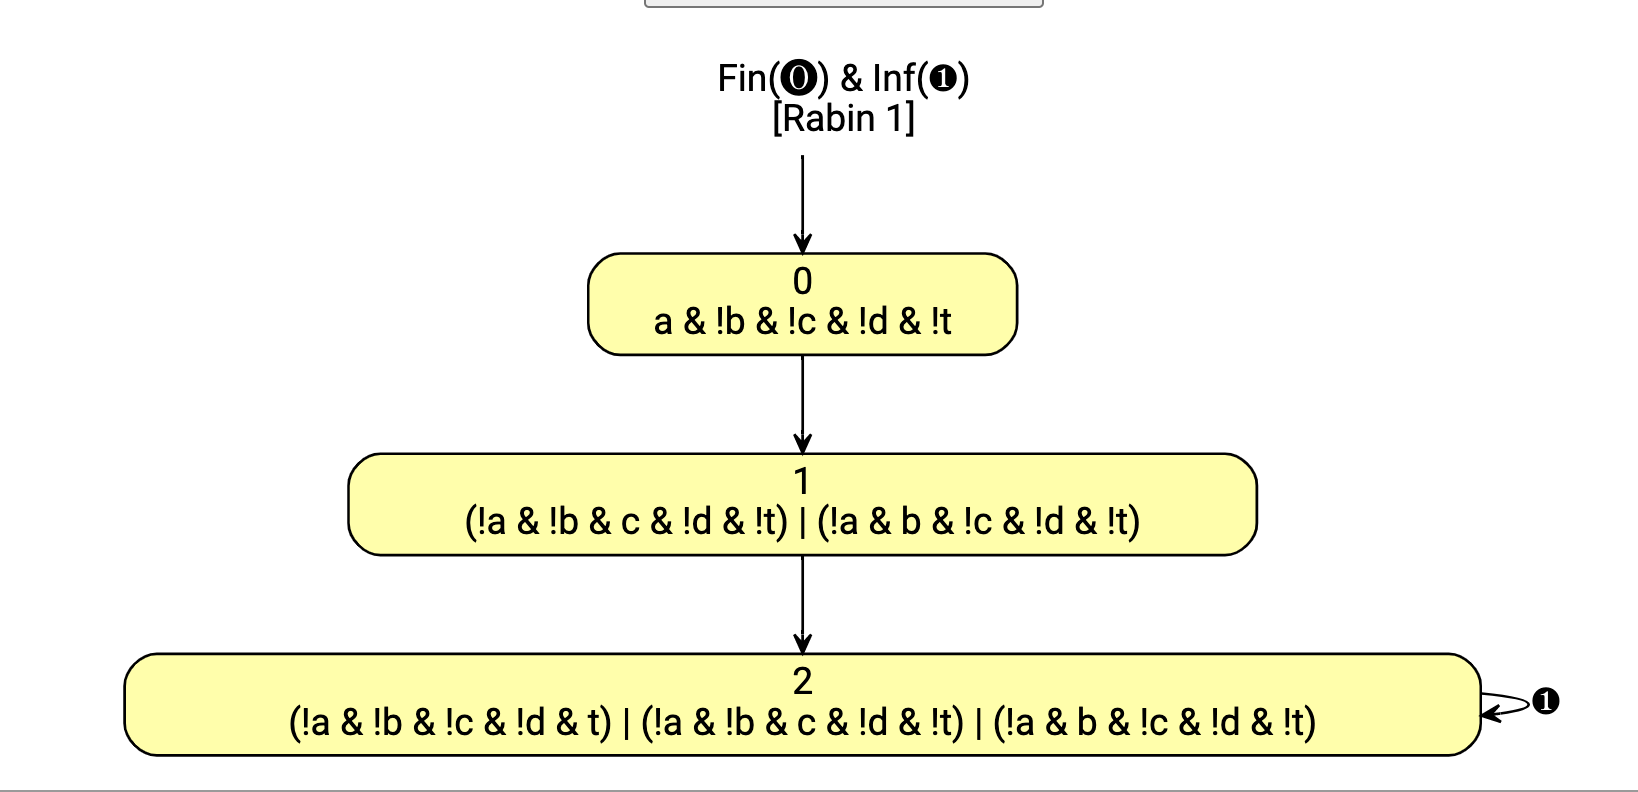 Fin(⓿) & Inf(❶)
[Rabin 1]
0
a & !b & !c & !d & !t
1
(!a & !b & c & !d & !t) | (!a & b & !c & !d & !t)
2
(!a & !b & !c & !d & t) | (!a & !b & c & !d & !t) | (!a & b & !c & !d & !t)
❶